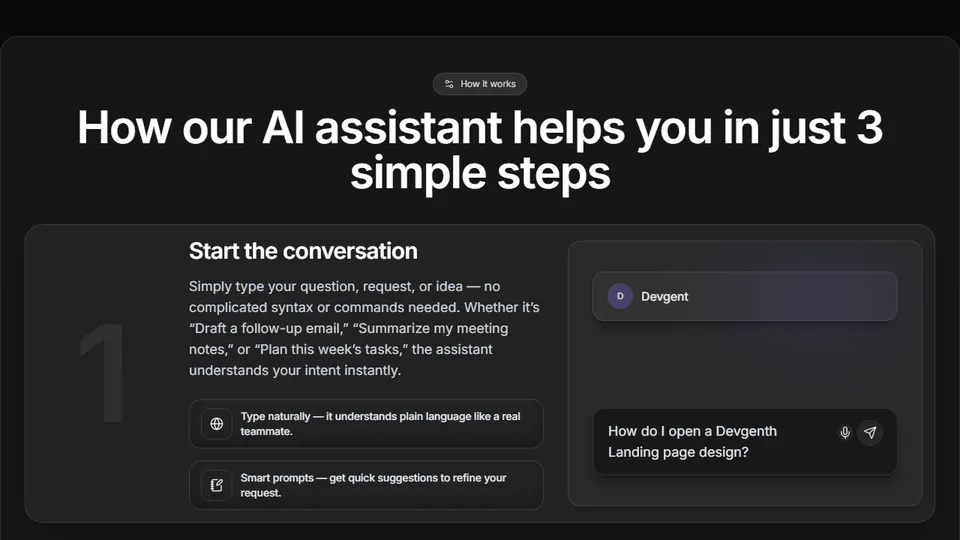 How it works
How our AI assistant helps you in just 3
simple steps
1
Start the conversation
Simply type your question, request, or idea — no
complicated syntax or commands needed. Whether it’s
“Draft a follow-up email,” “Summarize my meeting
notes,” or “Plan this week’s tasks,” the assistant
understands your intent instantly.
Type naturally — it understands plain language like a real
teammate.
Smart prompts — get quick suggestions to refine your
request.
D
Devgent
How do I open a Devgenth
Landing page design?